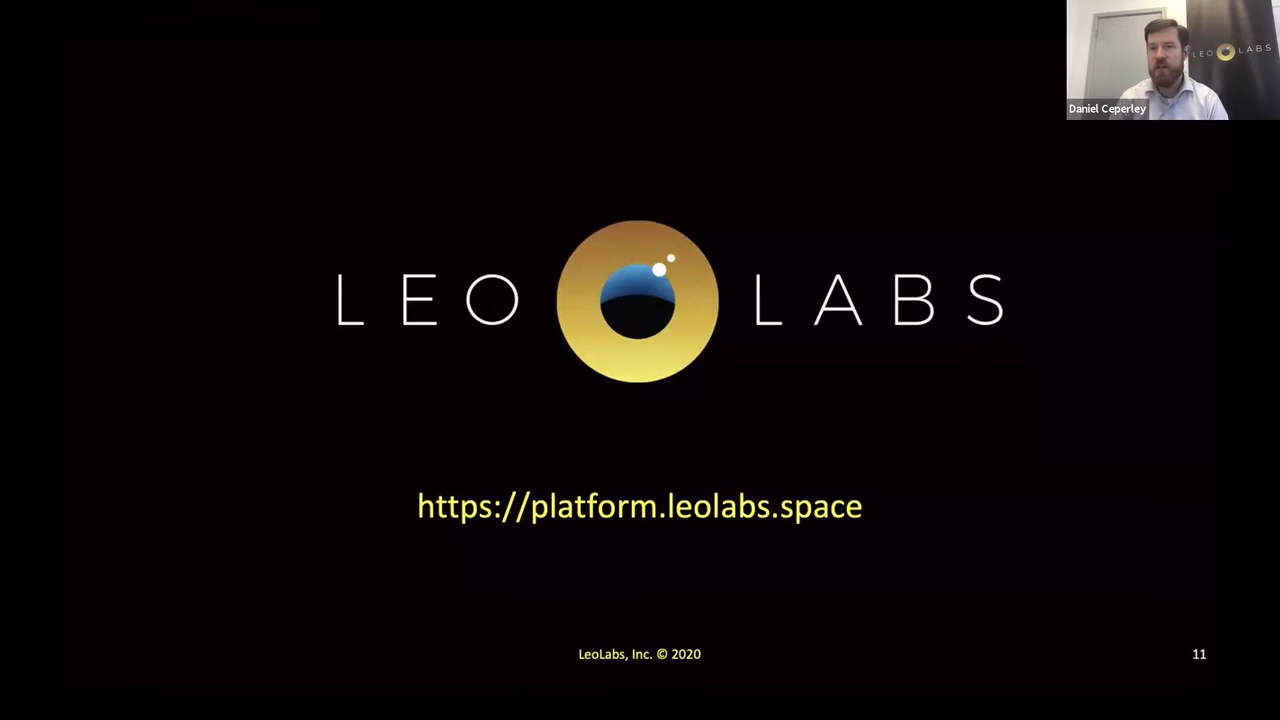 LEO LABS
Daniel Ceperley
LEO LABS
https://platform.leolabs.space
LeoLabs, Inc. © 2020
11